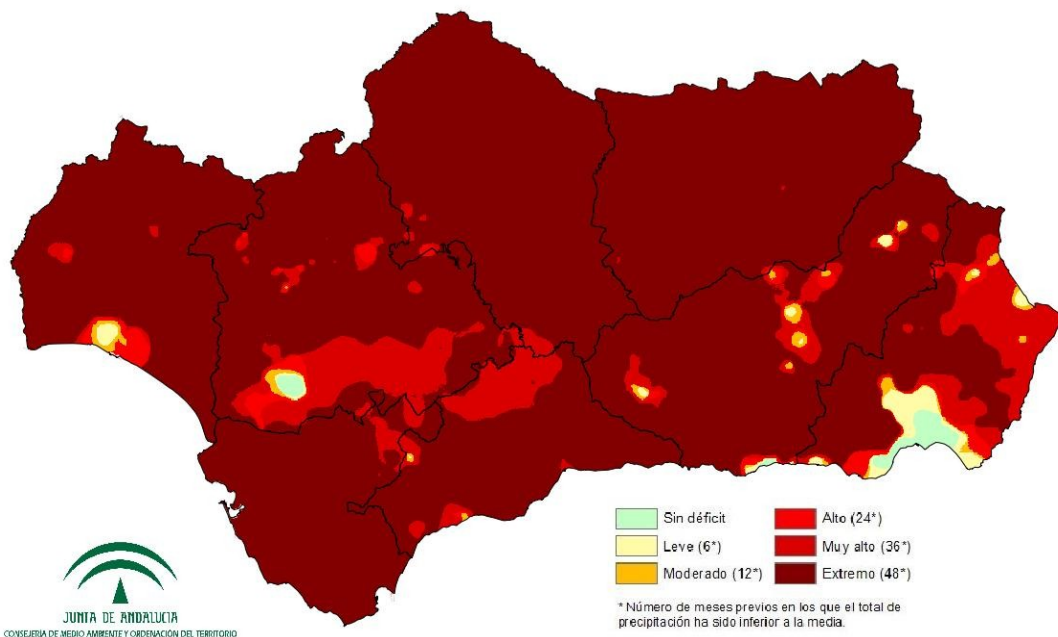 Sin déficit
Leve (6*)
Moderado (12*)
Alto (24*)
Muy alto (36*)
Extremo (48*)
* Número de meses previos en los que el total de
precipitación ha sido inferior a la media.
JUNTA DE ANDALUCIA
CONSEJERÍA DE MEDIO AMBIENTE Y ORDENACIÓN DEL TERRITORIO